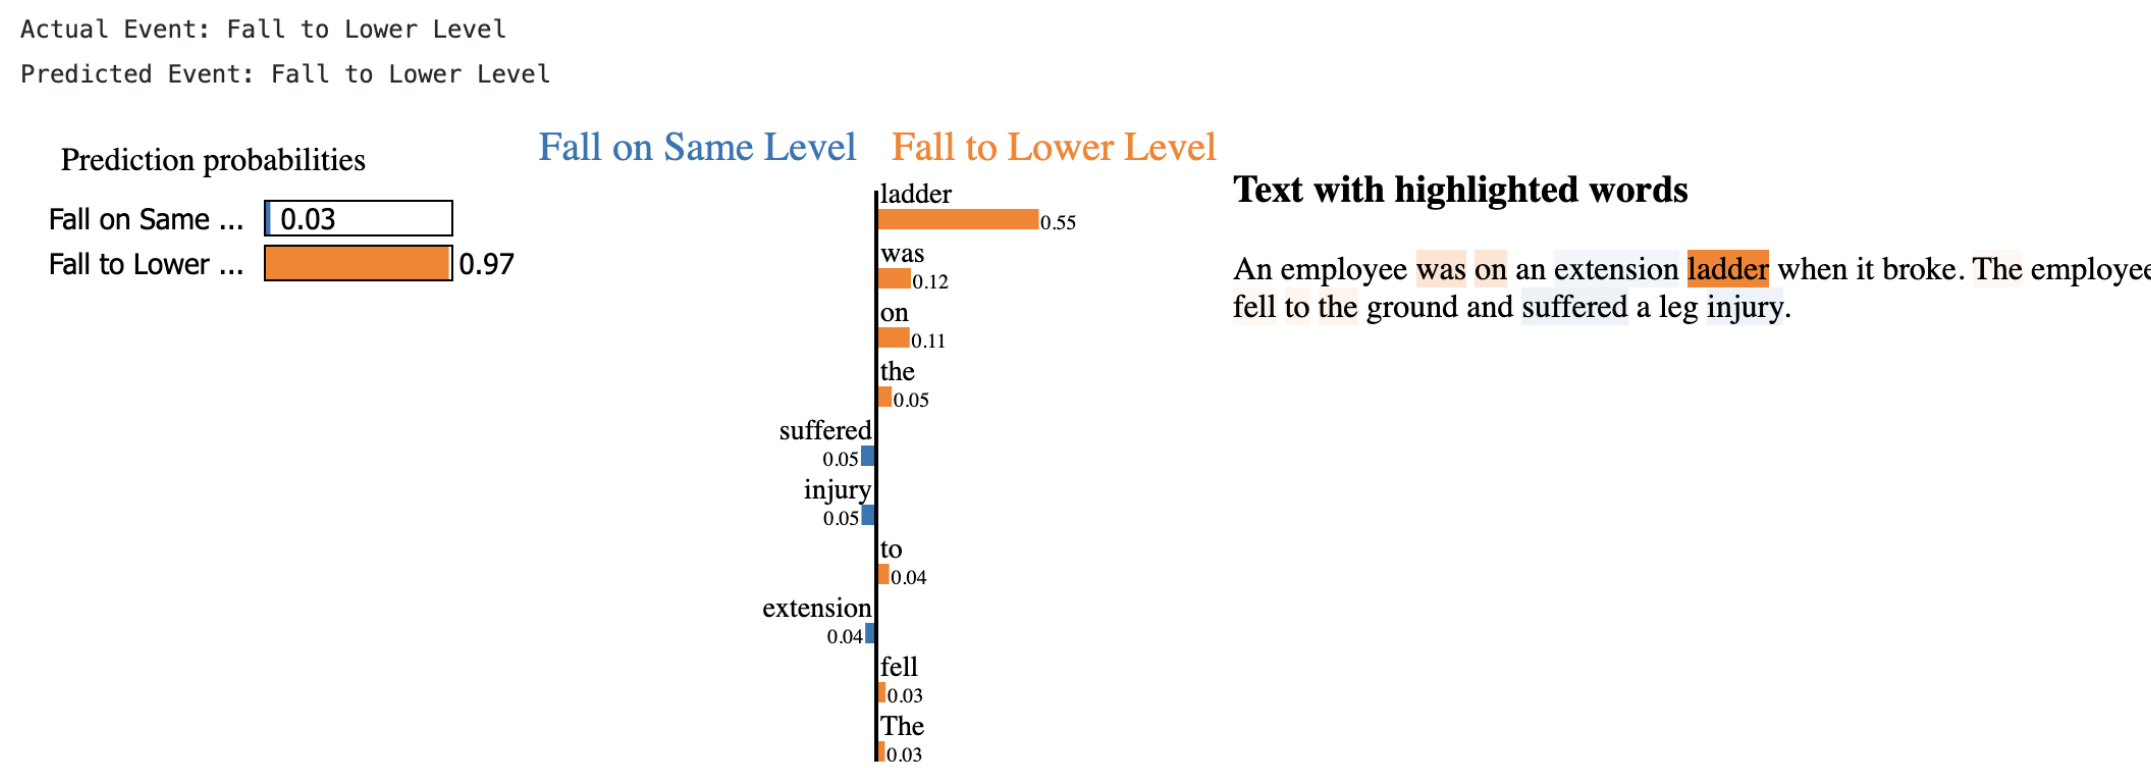 Actual Event: Fall to Lower Level
Predicted Event: Fall to Lower Level
Prediction probabilities
Fall on Same ... 0.03
Fall to Lower ... 0.97
Fall on Same Level Fall to Lower Level
ladder
0.55
was
0.12
on
0.11
the
0.05
suffered
0.05
injury
0.05
to
0.04
extension
0.04
fell
0.03
The
0.03
Text with highlighted words
An employee was on an extension ladder when it broke. The employee
fell to the ground and suffered a leg injury.